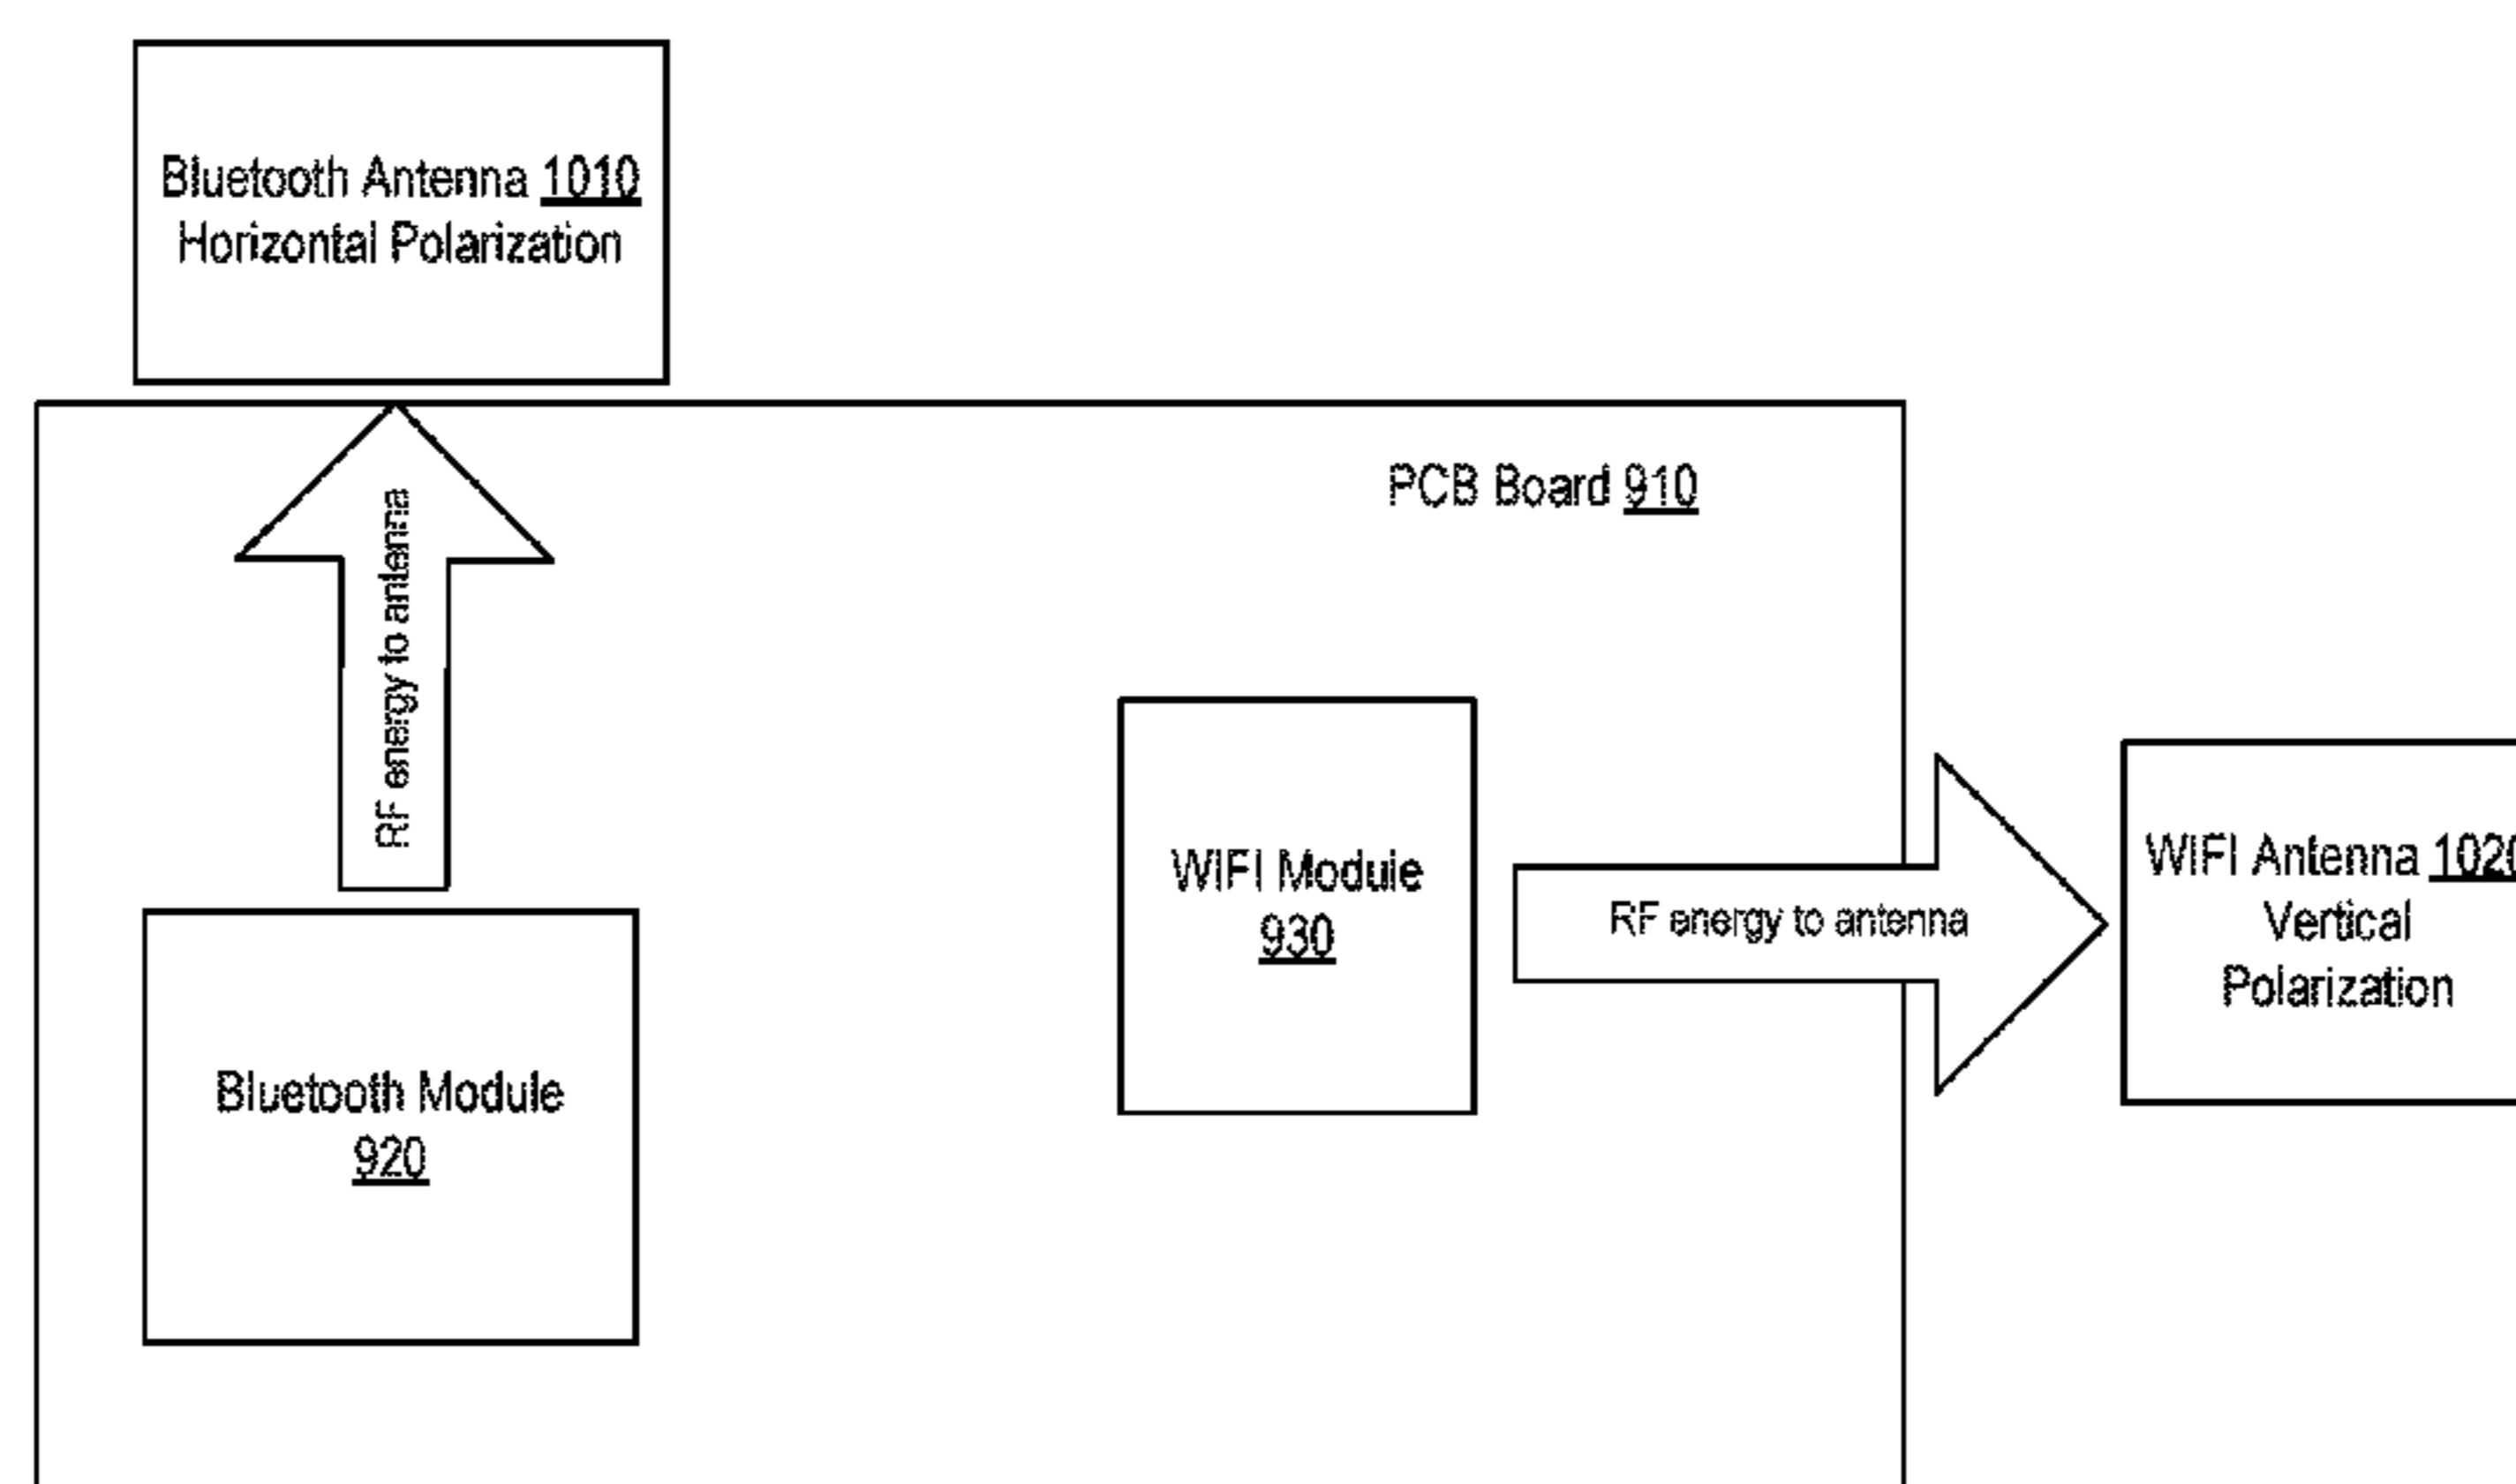 Bluetooth Antenna 1010
Horizontal Polarization
PCB Board 910
RF energy to antenna
WIFI Module
930
RF energy to antenna
WIFI Antenna 1020
Vertical
Polarization
Bluetooth Module
920